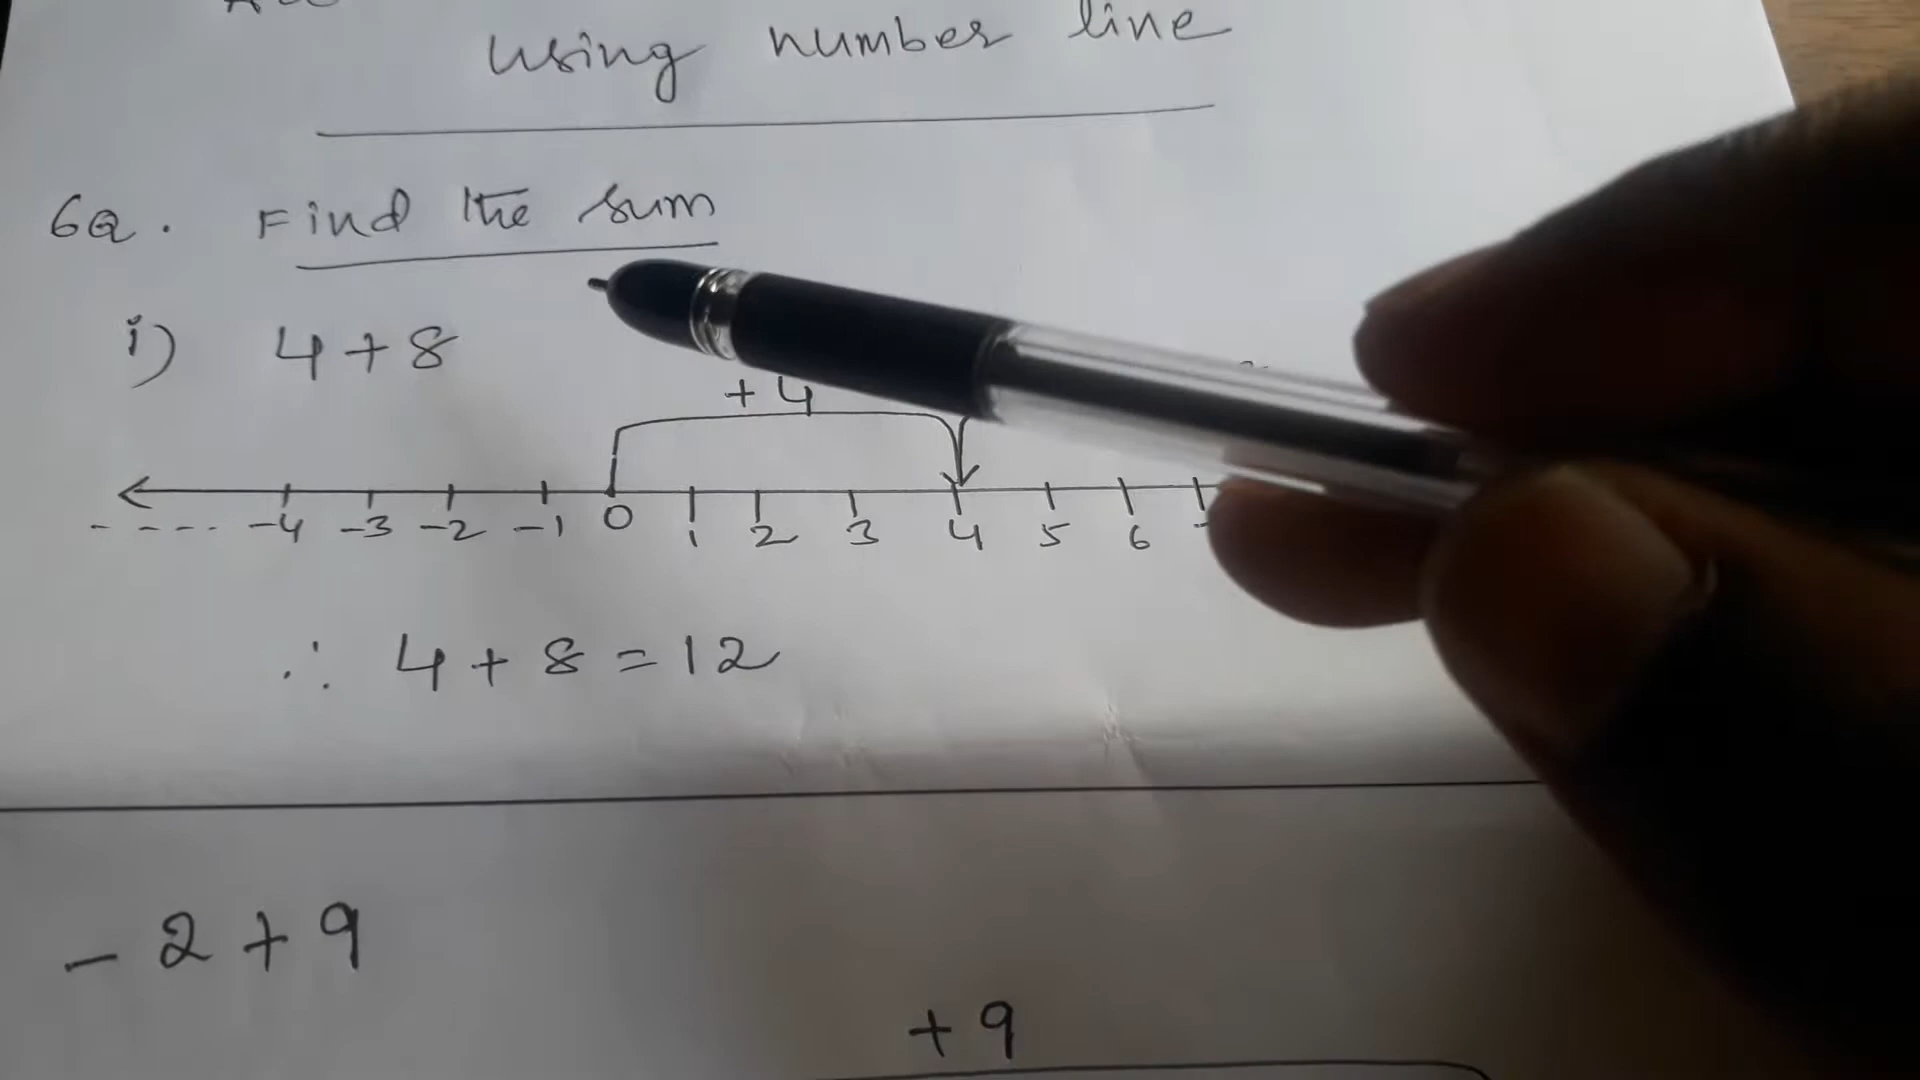 using number line
6Q. Find the sum
i) 4+8
+4
- - - - -4 -3 -2 -1 0 1 2 3 4 5 6
∴ 4+8=12
-2+9
+9